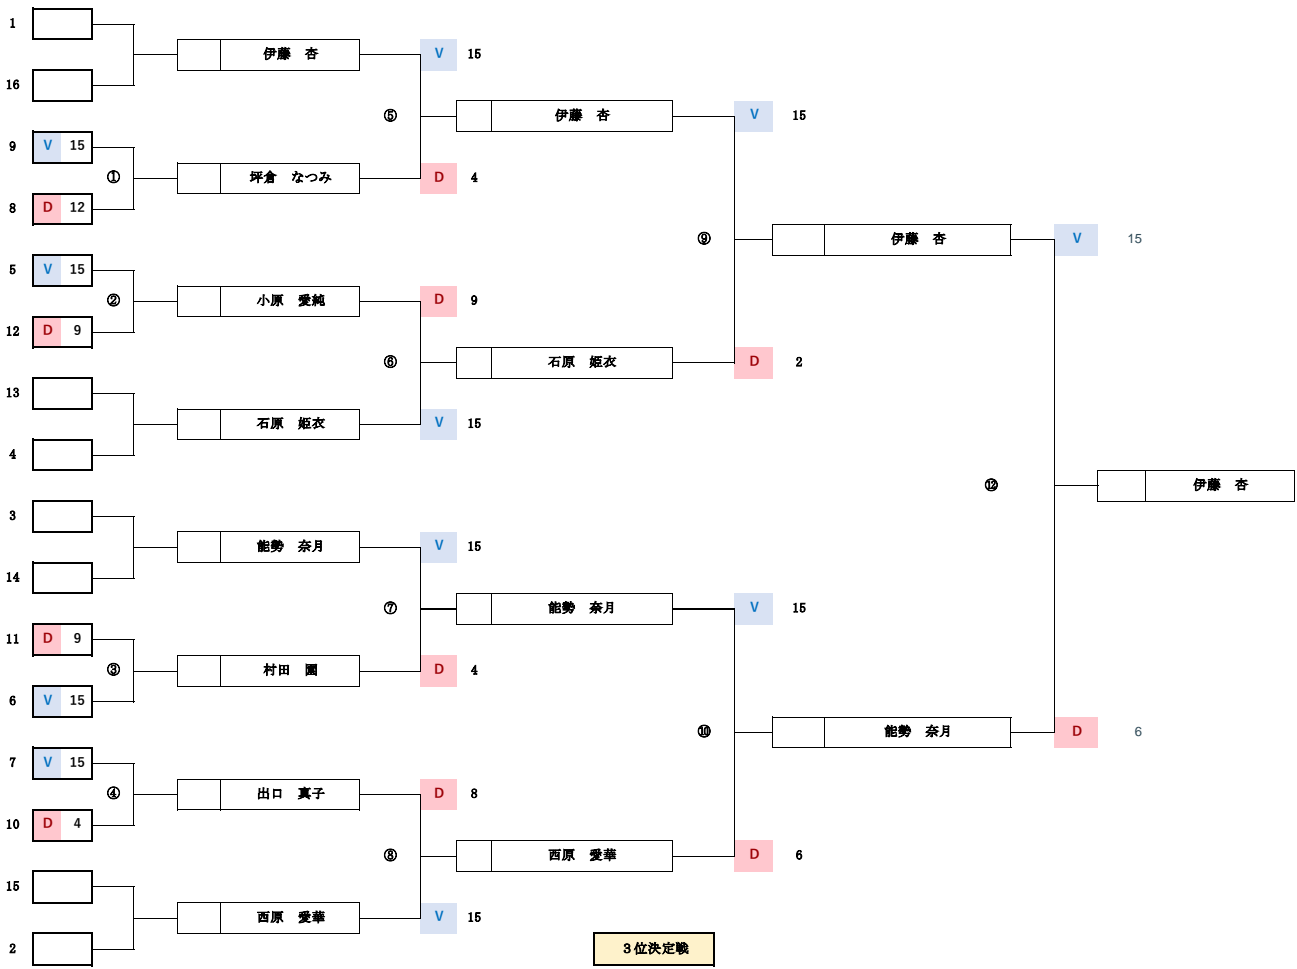 1
伊藤 杏 V 15
16
⑤ 伊藤 杏 V 15
9 V 15
① 坪倉 なつみ D 4
8 D 12
⑨ 伊藤 杏 V 15
5 V 15
② 小原 愛純 D 9
12 D 9
⑥ 石原 姫衣 D 2
13
石原 姫衣 V 15
4
⑫ 伊藤 杏
3
能勢 奈月 V 15
14
⑦ 能勢 奈月 V 15
11 D 9
③ 村田 園 D 4
6 V 15
⑩ 能勢 奈月 D 6
7 V 15
④ 出口 真子 D 8
10 D 4
⑧ 西原 愛華 D 6
15
西原 愛華 V 15
2
３位決定戦